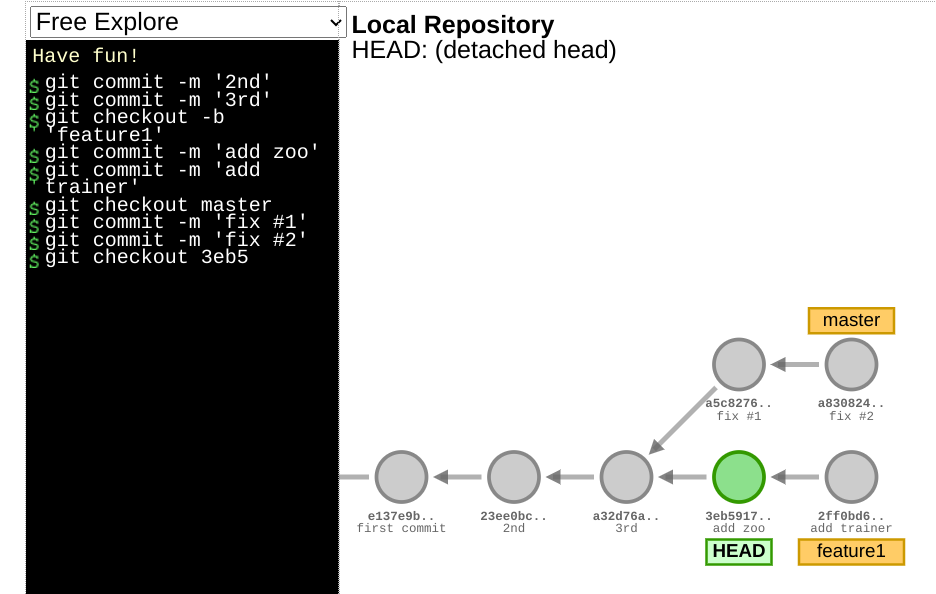 Free Explore
Local Repository
HEAD: (detached head)
Have fun!
$ git commit -m '2nd'
$ git commit -m '3rd'
$ git checkout -b
'feature1'
$ git commit -m 'add zoo'
$ git commit -m 'add
trainer'
$ git checkout master
$ git commit -m 'fix #1'
$ git commit -m 'fix #2'
$ git checkout 3eb5
master
a5c8276.. a830824..
fix #1 fix #2
e137e9b.. 23ee0bc.. a32d76a.. 3eb5917.. 2ff0bd6..
first commit 2nd 3rd add zoo add trainer
HEAD feature1